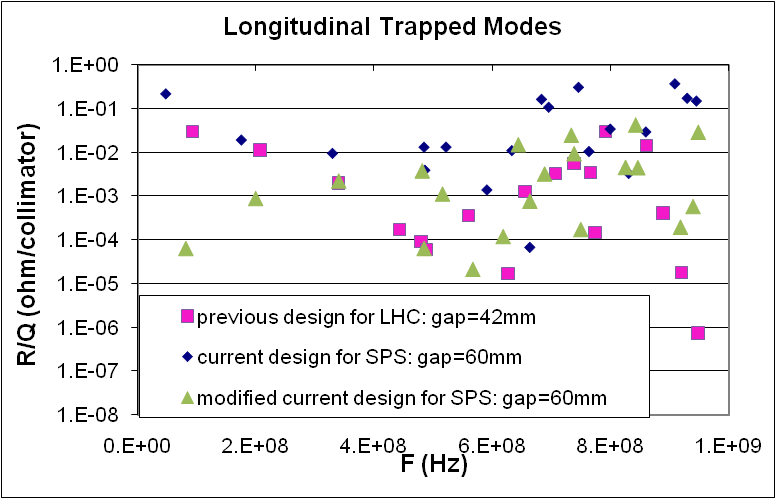 Longitudinal Trapped Modes
R/Q (ohm/collimator)
1.E+00
1.E-01
1.E-02
1.E-03
1.E-04
1.E-05
1.E-06
1.E-07
1.E-08
previous design for LHC: gap=42mm
current design for SPS: gap=60mm
modified current design for SPS: gap=60mm
0.E+00 2.E+08 4.E+08 6.E+08 8.E+08 1.E+09
F (Hz)